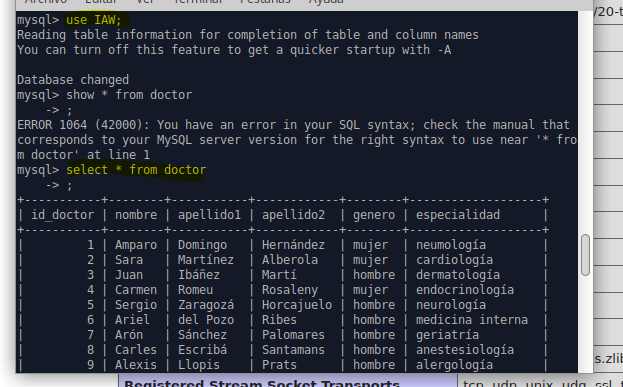 Archivo Editar Ver Terminal Pestañas Ayuda
mysql> use IAW;
Reading table information for completion of table and column names
You can turn off this feature to get a quicker startup with -A
Database changed
mysql> show * from doctor
    -> ;
ERROR 1064 (42000): You have an error in your SQL syntax; check the manual that
corresponds to your MySQL server version for the right syntax to use near '* fro
m doctor' at line 1
mysql> select * from doctor
    -> ;
+-----------+--------+-----------+-----------+--------+------------------+
| id_doctor | nombre | apellido1 | apellido2 | genero | especialidad     |
+-----------+--------+-----------+-----------+--------+------------------+
|         1 | Amparo | Domingo   | Hernández | mujer  | neumología       |
|         2 | Sara   | Martínez  | Alberola  | mujer  | cardiología      |
|         3 | Juan   | Ibáñez    | Martí     | hombre | dermatología     |
|         4 | Carmen | Romeu     | Rosaleny  | mujer  | endocrinología   |
|         5 | Sergio | Zaragozá  | Horcajuelo | hombre | neurología       |
|         6 | Ariel  | del Pozo  | Ribes     | hombre | medicina interna |
|         7 | Arón   | Sánchez   | Palomares | hombre | geriatría        |
|         8 | Carles | Escribá   | Santamans | hombre | anestesiología   |
|         9 | Alexis | Llopis    | Prats     | hombre | alergología      |
/20-t
s.zlib
Registered Stream Socket Transports
tcp, udp, unix, udg, ssl, t